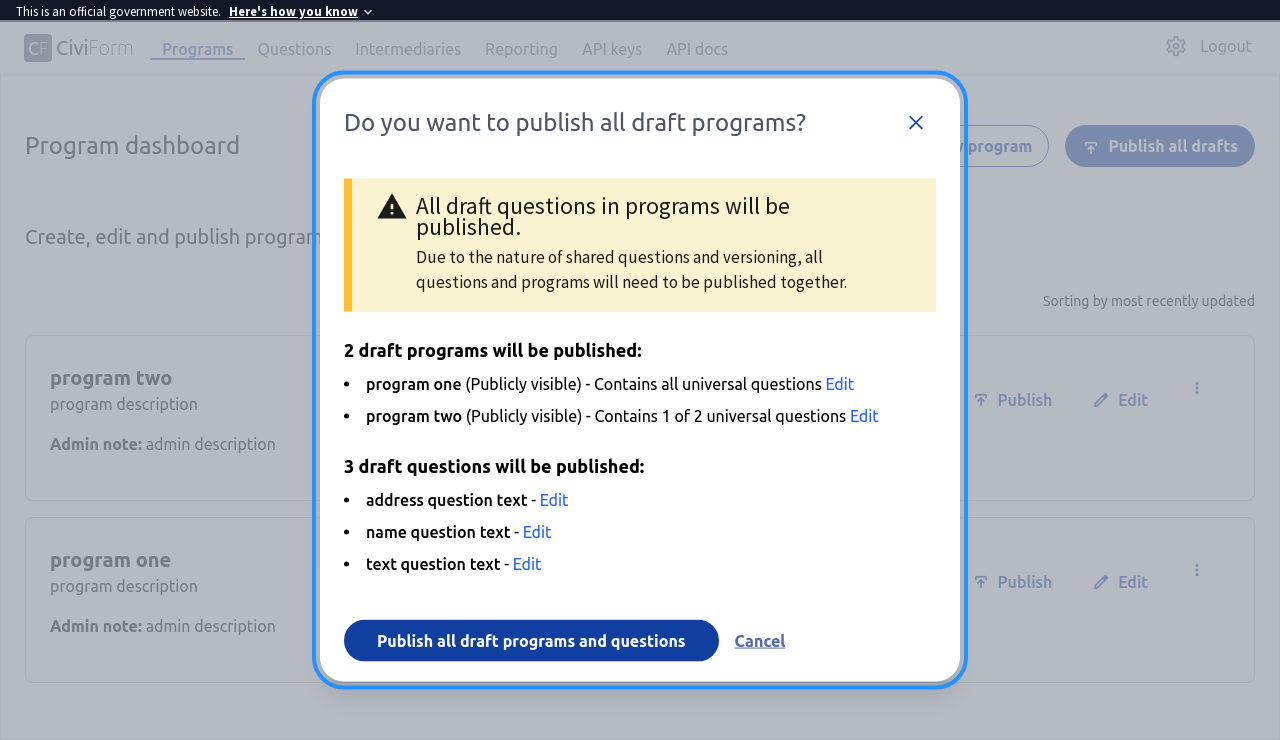 This is an official government website. Here's how you know
CF CiviForm Programs Questions Intermediaries Reporting API keys API docs Logout
Do you want to publish all draft programs?
Program dashboard
program
Publish all drafts
All draft questions in programs will be
published.
Due to the nature of shared questions and versioning, all
questions and programs will need to be published together.
Create, edit and publish program
Sorting by most recently updated
2 draft programs will be published:
program one (Publicly visible) - Contains all universal questions Edit
program two (Publicly visible) - Contains 1 of 2 universal questions Edit
3 draft questions will be published:
address question text - Edit
name question text - Edit
text question text - Edit
Publish all draft programs and questions Cancel
program two
program description
Admin note: admin description
Publish Edit
program one
program description
Admin note: admin description
Publish Edit